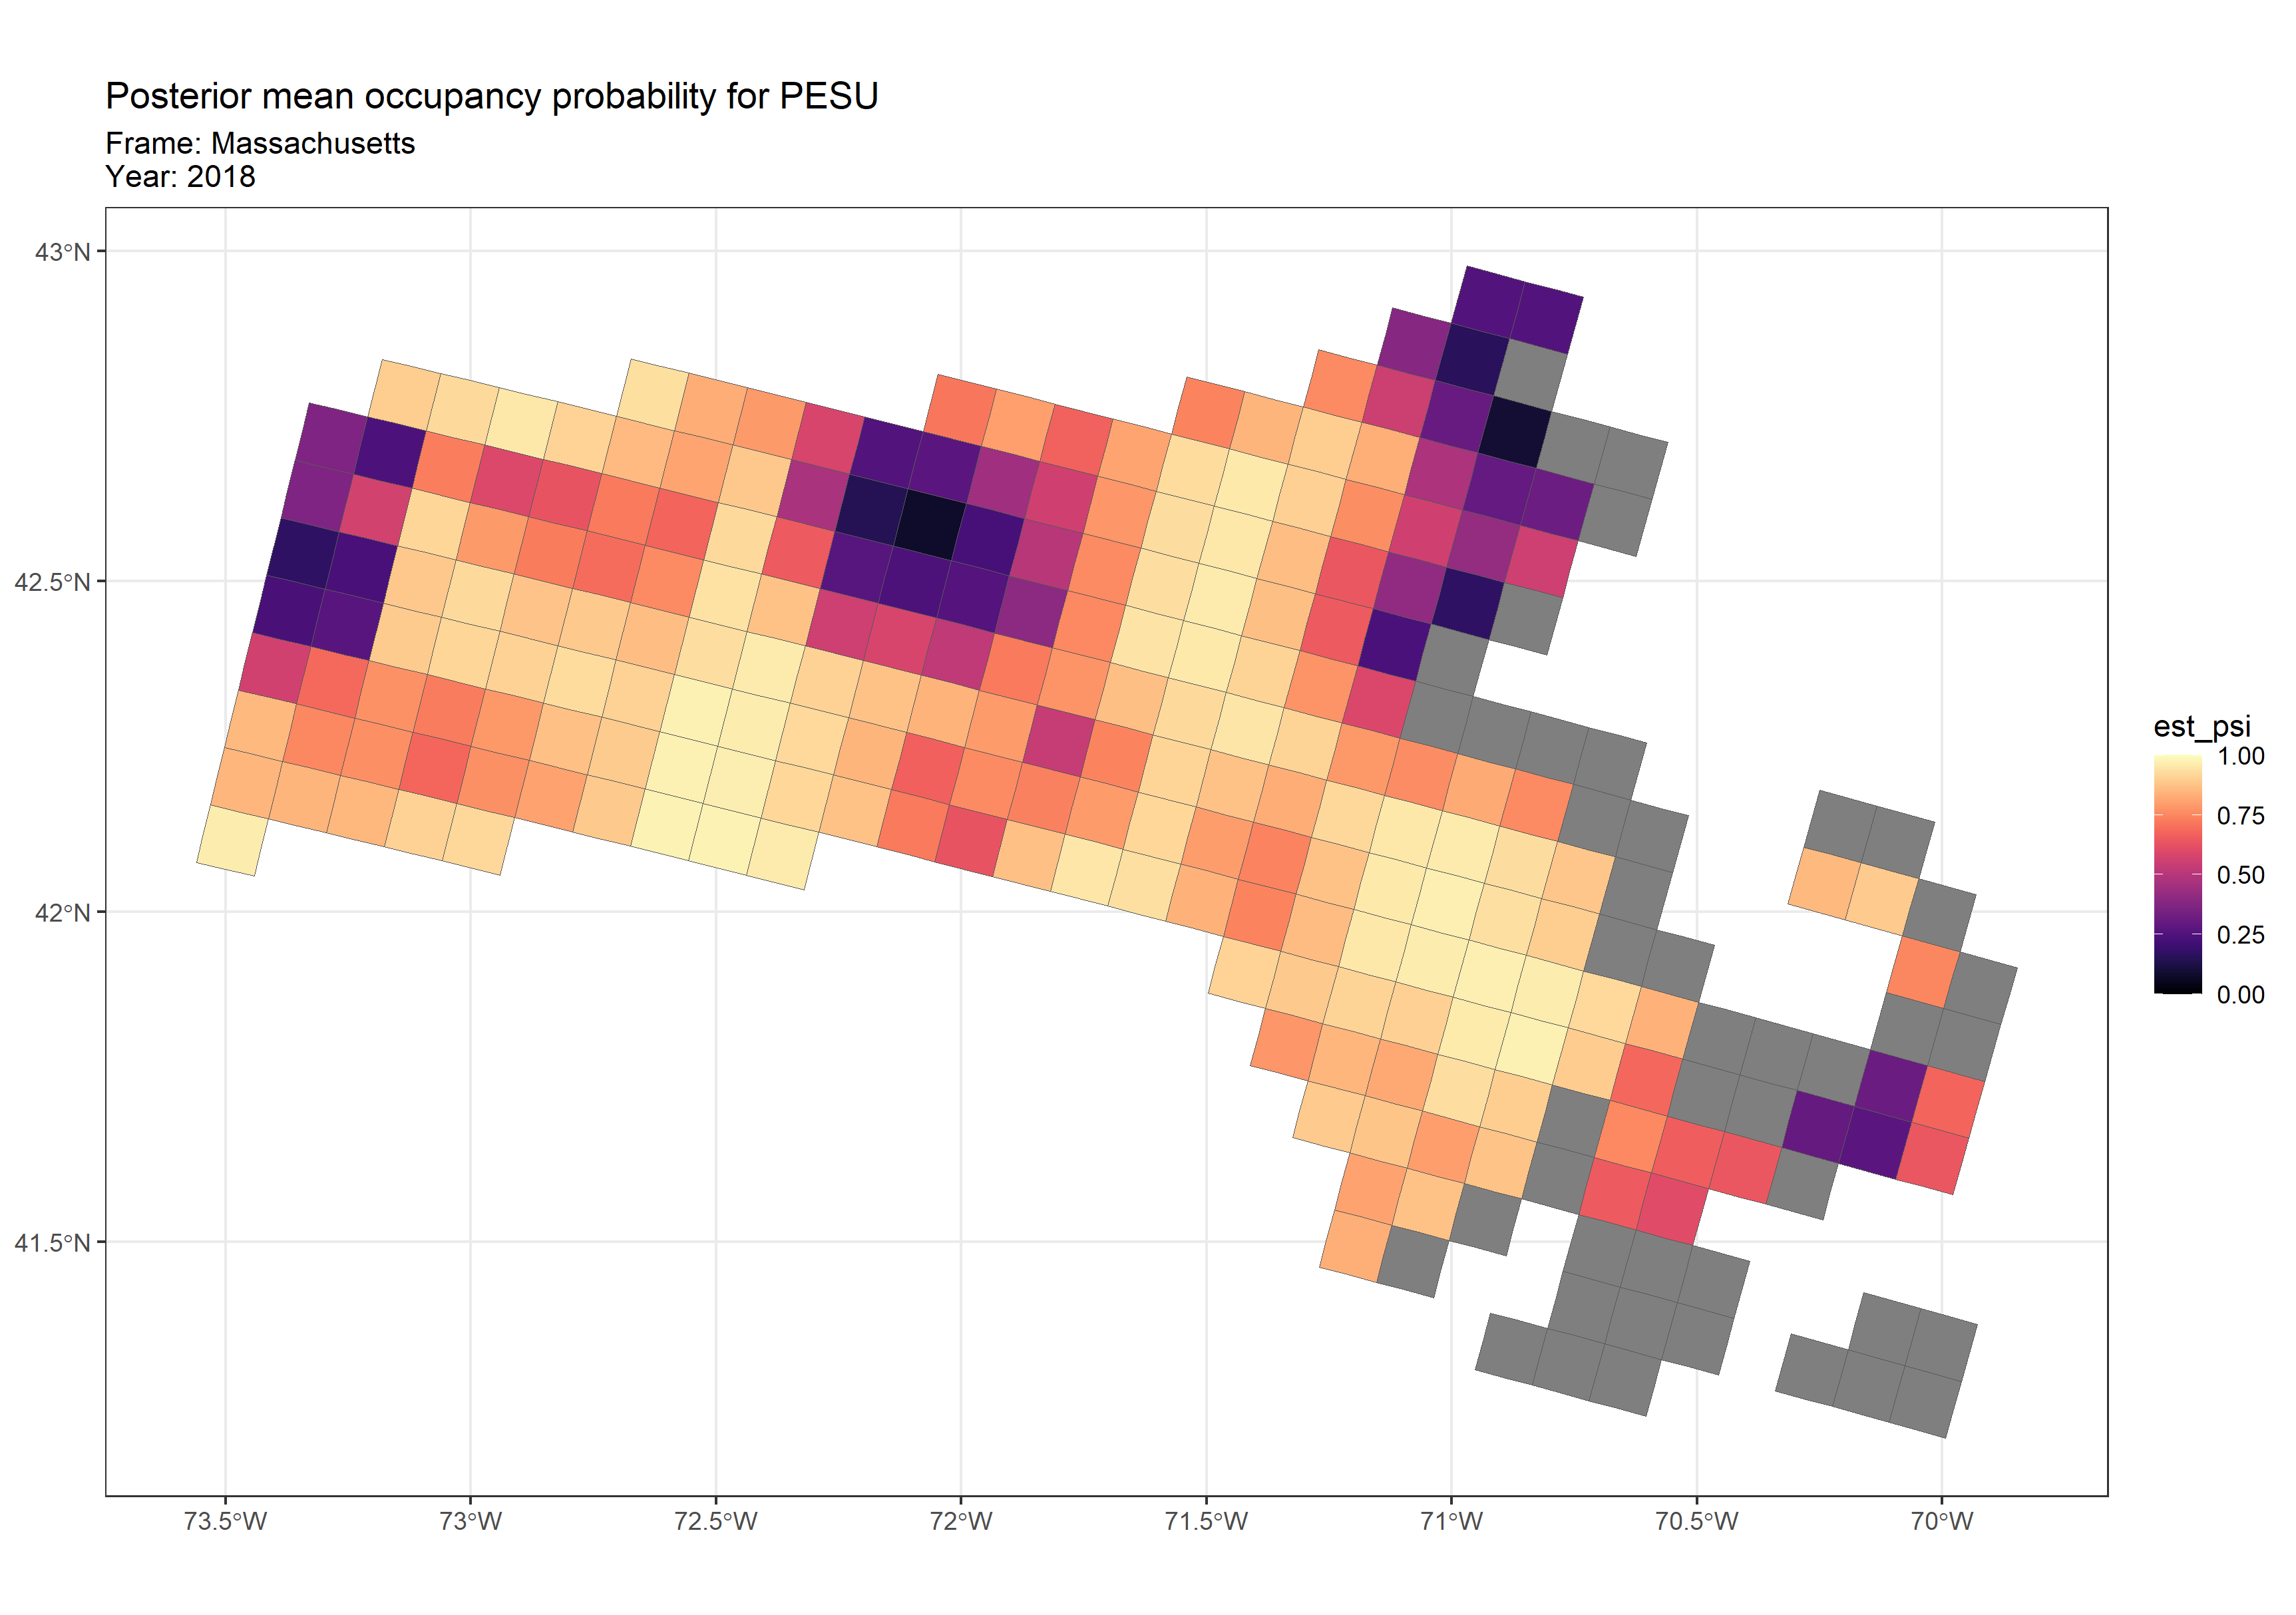 Posterior mean occupancy probability for PESU
Frame: Massachusetts
Year: 2018
43°N
42.5°N
42°N
41.5°N
73.5°W
73°W
72.5°W
72°W
71.5°W
71°W
70.5°W
70°W
est_psi
1.00
0.75
0.50
0.25
0.00